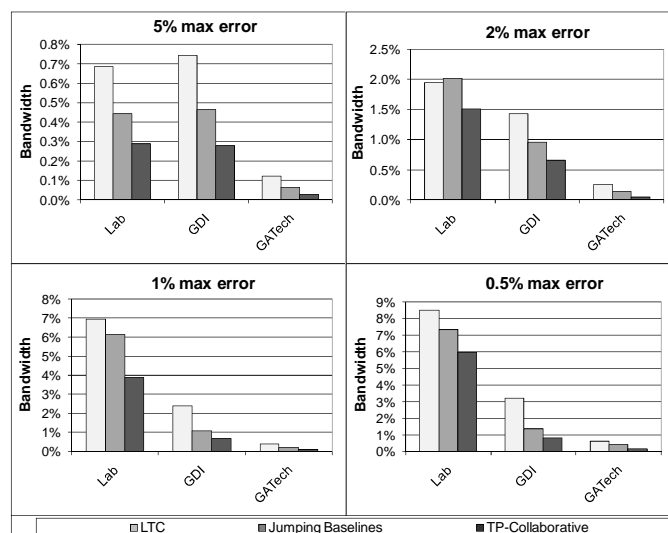 5% max error
Bandwidth
0.8%
0.7%
0.6%
0.5%
0.4%
0.3%
0.2%
0.1%
0.0%
Lab
GDI
GATech
2% max error
Bandwidth
2.5%
2.0%
1.5%
1.0%
0.5%
0.0%
Lab
GDI
GATech
1% max error
Bandwidth
8%
7%
6%
5%
4%
3%
2%
1%
0%
Lab
GDI
GATech
0.5% max error
Bandwidth
9%
8%
7%
6%
5%
4%
3%
2%
1%
0%
Lab
GDI
GATech
LTC Jumping Baselines TP-Collaborative